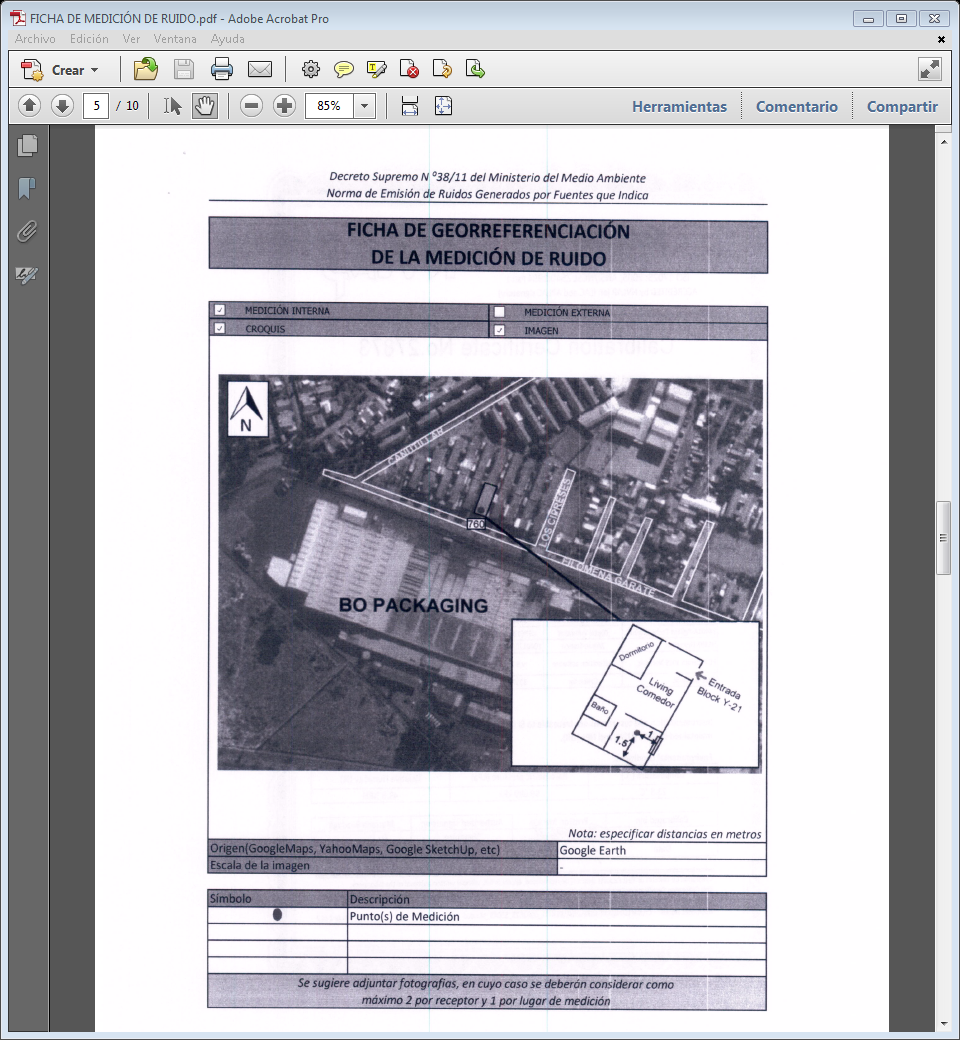 FICHA DE MEDICIÓN DE RUIDO.pdf - Adobe Acrobat Pro
Archivo Edición Ver Ventana Ayuda
Crear
5 / 10 85% Herramientas Comentario Compartir
Decreto Supremo N º38/11 del Ministerio del Medio Ambiente
Norma de Emisión de Ruidos Generados por Fuentes que Indica
FICHA DE GEORREFERENCIACIÓN
DE LA MEDICIÓN DE RUIDO
MEDICIÓN INTERNA MEDICIÓN EXTERNA
CROQUIS IMAGEN
N
CANITULLAR
LOS CIPRESES
760
FILOMENA GARATE
BO PACKAGING
Dormitorio
Living
Comedor
Entrada
Block Y-21
Baño
1
1.5
Nota: especificar distancias en metros
Origen(GoogleMaps, YahooMaps, Google SketchUp, etc) Google Earth
Escala de la imagen -
Símbolo Descripción
Punto(s) de Medición
Se sugiere adjuntar fotografías, en cuyo caso se deberán considerar como
máximo 2 por receptor y 1 por lugar de medición